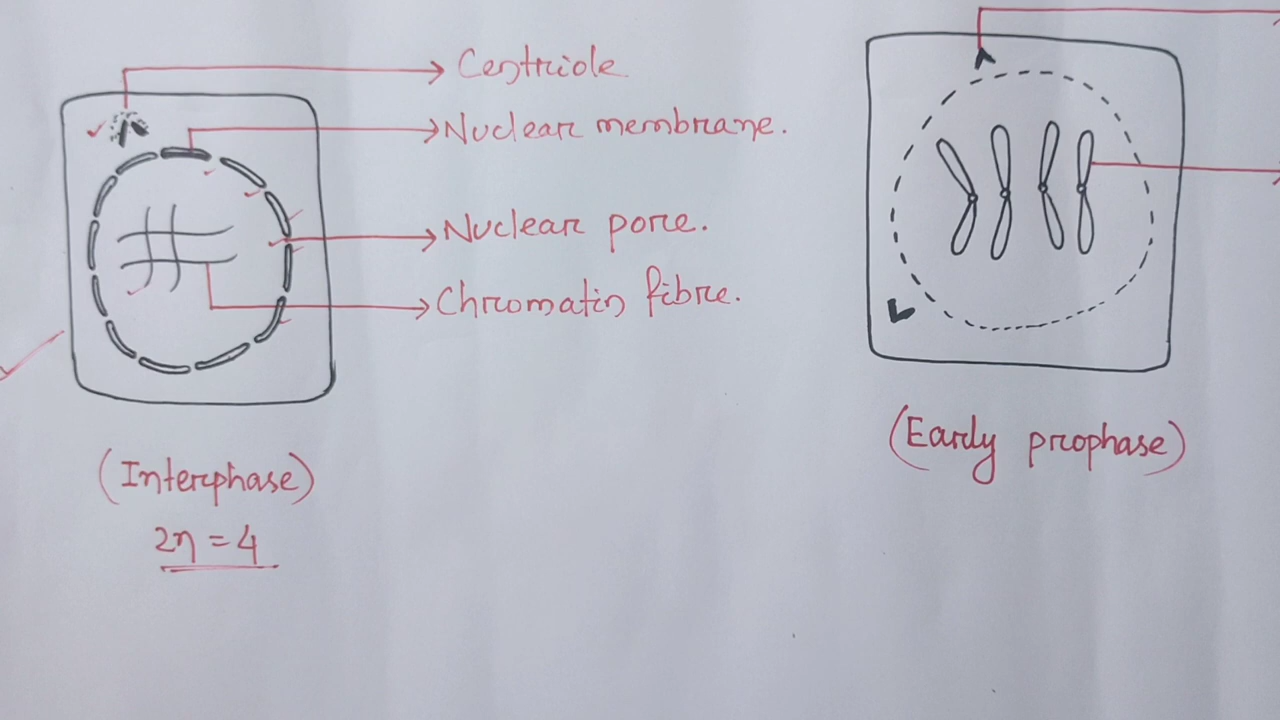 Centriole
Nuclear membrane.
Nuclear pore.
Chromatin fibre.
(Interphase)
2n = 4
(Early prophase)